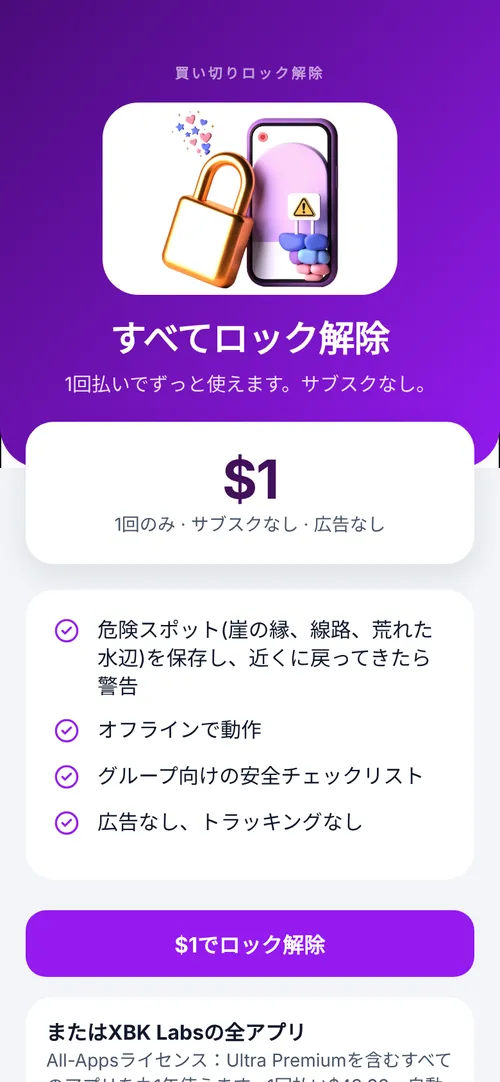 買い切りロック解除
すべてロック解除
1回払いでずっと使えます。サブスクなし。
$1
1回のみ · サブスクなし · 広告なし
危険スポット(崖の縁、線路、荒れた
水辺)を保存し、近くに戻ってきたら
警告
オフラインで動作
グループ向けの安全チェックリスト
広告なし、トラッキングなし
$1でロック解除
またはXBK Labsの全アプリ
All-Appsライセンス：Ultra Premiumを含むすべて